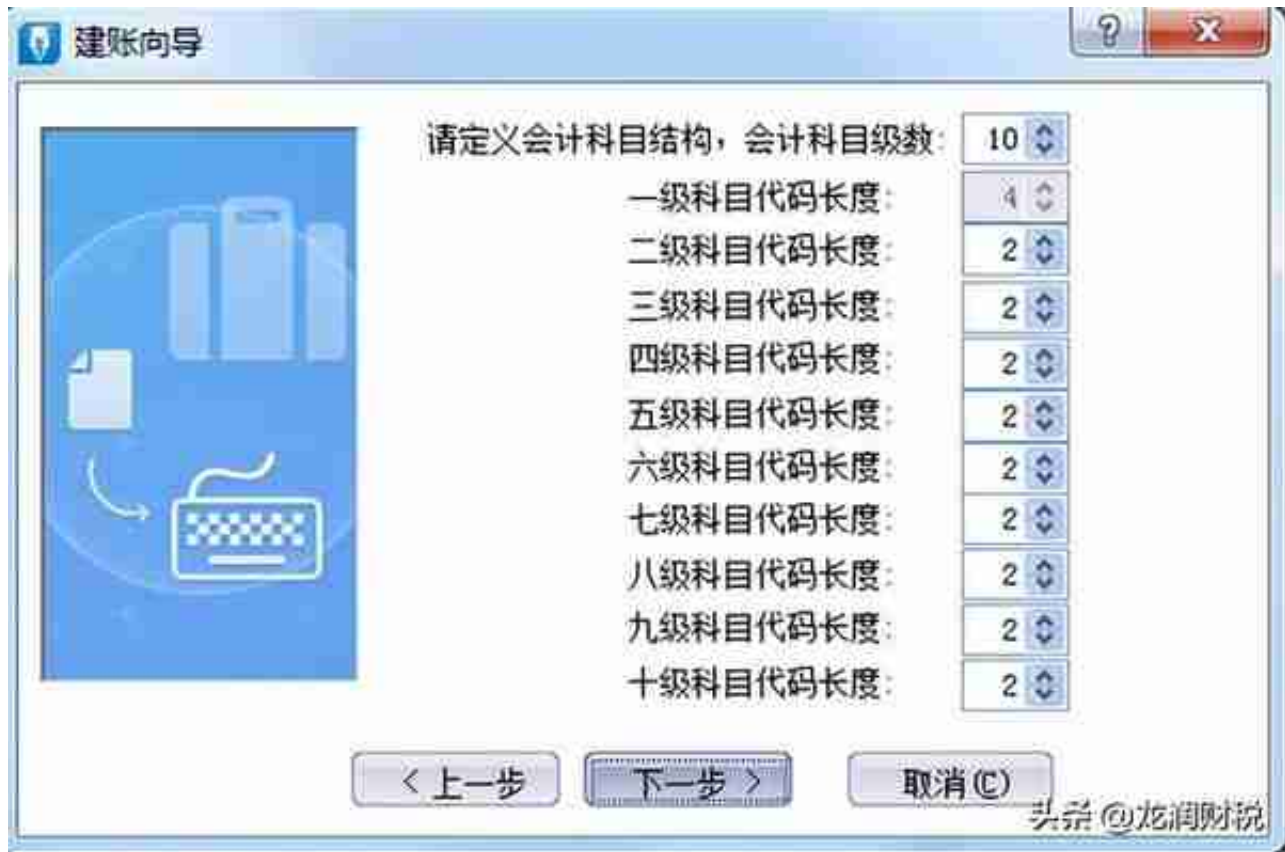 建账向导
请定义会计科目结构，会计科目级数: 10
一级科目代码长度: 4
二级科目代码长度: 2
三级科目代码长度: 2
四级科目代码长度: 2
五级科目代码长度: 2
六级科目代码长度: 2
七级科目代码长度: 2
八级科目代码长度: 2
九级科目代码长度: 2
十级科目代码长度: 2
<上一步 下一步> 取消(C)
头条 @龙润财税